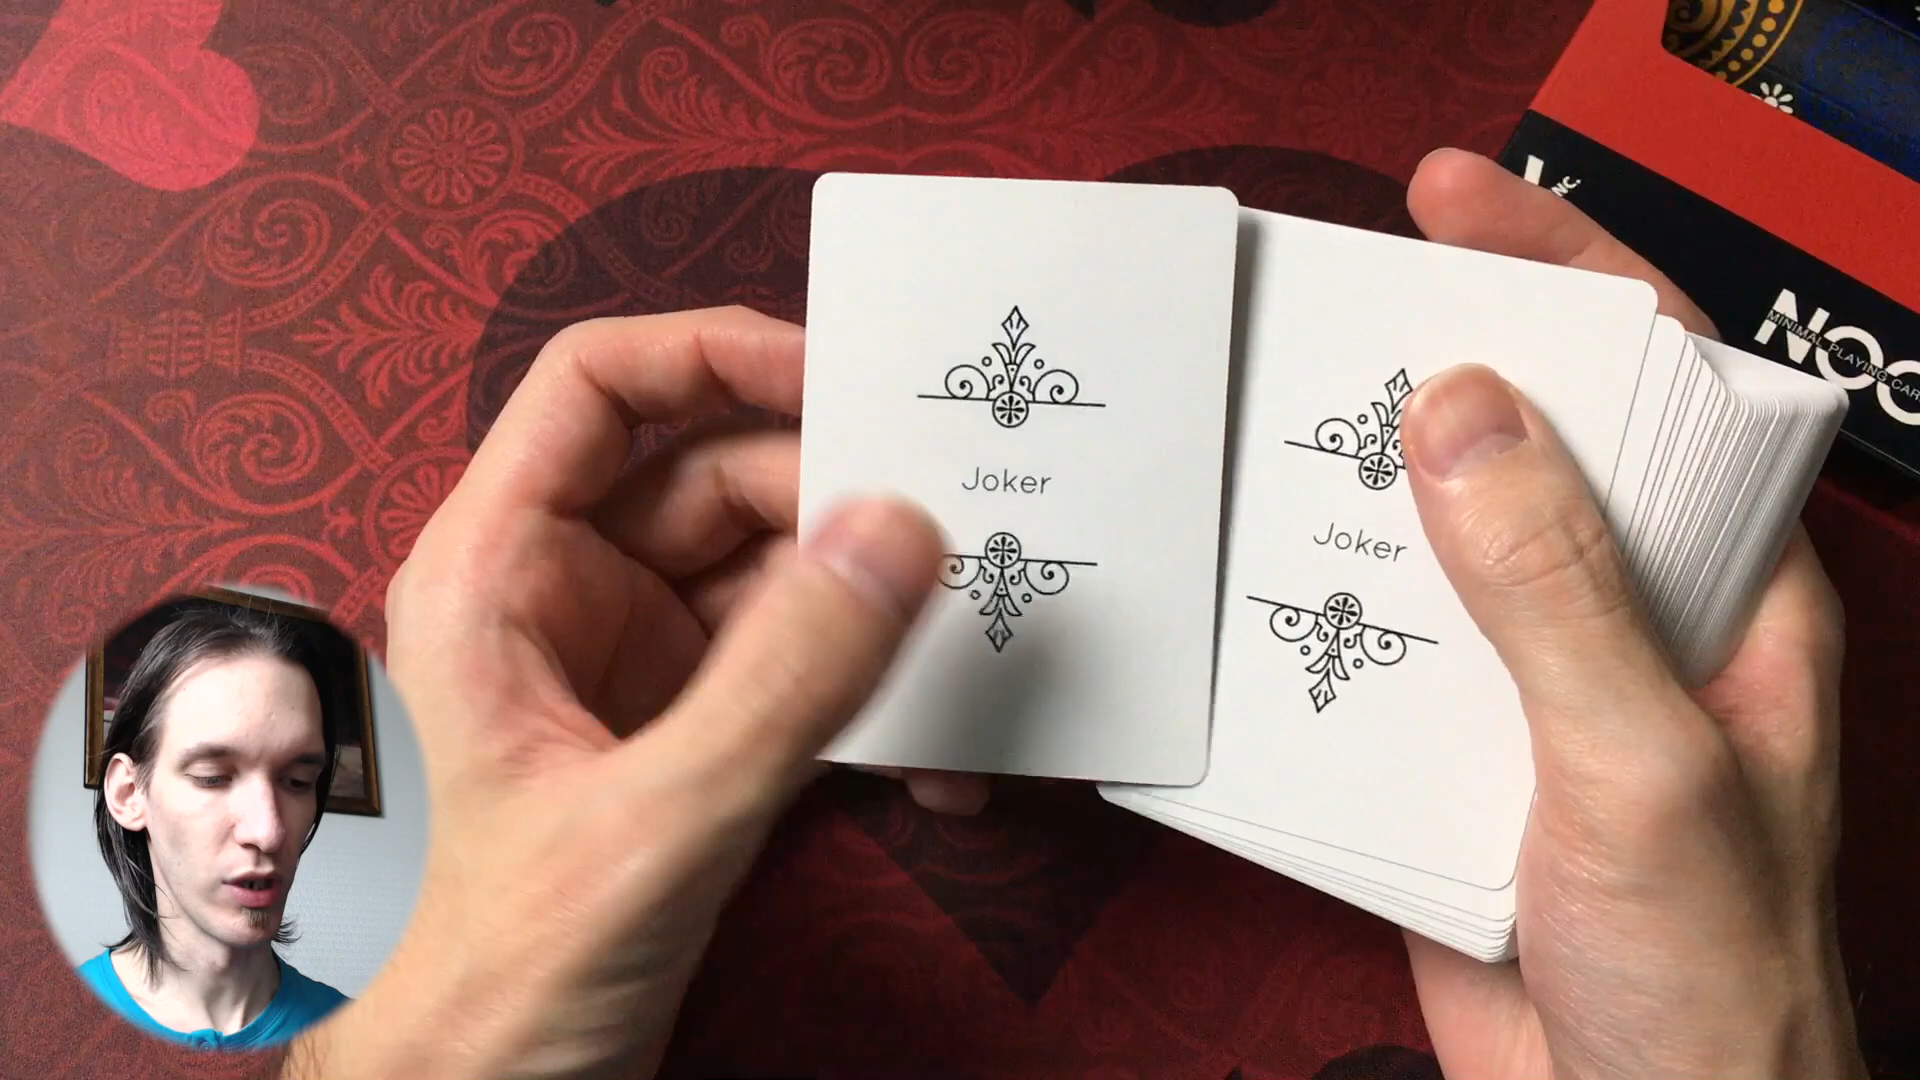 Joker
Joker
INC.
NOC
MINIMAL PLAYING CAR